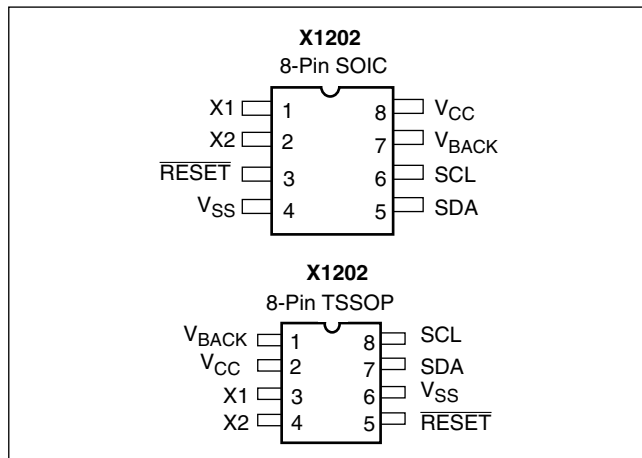 X1202
8-Pin SOIC
X1 1 8 VCC
X2 2 7 VBACK
RESET 3 6 SCL
VSS 4 5 SDA
X1202
8-Pin TSSOP
VBACK 1 8 SCL
VCC 2 7 SDA
X1 3 6 VSS
X2 4 5 RESET